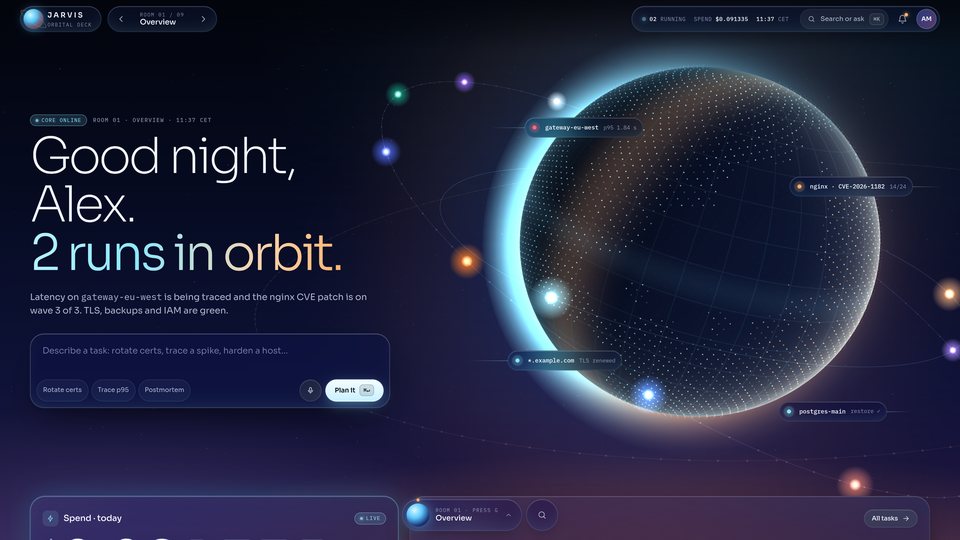 JARVIS
ORBITAL DECK
ROOM 01 / 09
Overview
02 RUNNING SPEND $0.091335 11:37 CET
Search or ask ⌘K
AM
CORE ONLINE ROOM 01 · OVERVIEW · 11:37 CET
Good night,
Alex.
2 runs in orbit.
Latency on gateway-eu-west is being traced and the nginx CVE patch is on
wave 3 of 3. TLS, backups and IAM are green.
Describe a task: rotate certs, trace a spike, harden a host...
Rotate certs
Trace p95
Postmortem
Plan it ⌘↵
gateway-eu-west p95 1.84 s
nginx · CVE-2026-1182 14/24
*.example.com TLS renewed
postgres-main restore ✓
Spend · today
LIVE
ROOM 01 · PRESS G
Overview
All tasks →